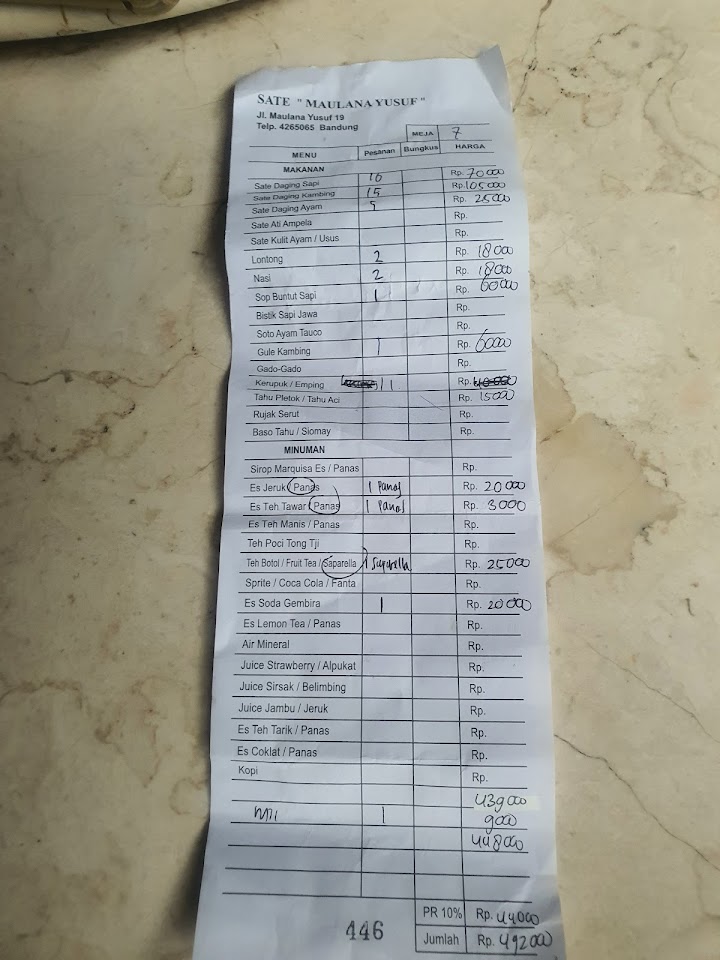 SATE " MAULANA YUSUF "
Jl. Maulana Yusuf 19
Telp. 4265065 Bandung
MEJA 7
MENU Pesanan Bungkus HARGA
MAKANAN
Sate Daging Sapi 10 Rp. 70000
Sate Daging Kambing 15 Rp. 105000
Sate Daging Ayam 5 Rp. 25000
Sate Ati Ampela Rp.
Sate Kulit Ayam / Usus Rp.
Lontong 2 Rp. 18000
Nasi 2 Rp. 18000
Sop Buntut Sapi 1 Rp. 60000
Bistik Sapi Jawa Rp.
Soto Ayam Tauco Rp.
Gule Kambing 1 Rp. 60000
Gado-Gado Rp.
Kerupuk / Emping 1 Rp.
Tahu Pletok / Tahu Aci Rp. 15000
Rujak Serut Rp.
Baso Tahu / Siomay Rp.
MINUMAN
Sirop Marquisa Es / Panas Rp.
Es Jeruk / Panas 1 Panas Rp. 20000
Es Teh Tawar / Panas 1 Panas Rp. 3000
Es Teh Manis / Panas Rp.
Teh Poci Tong Tji Rp.
Teh Botol / Fruit Tea / Saparella 1 Saparella Rp. 25000
Sprite / Coca Cola / Fanta Rp.
Es Soda Gembira 1 Rp. 20000
Es Lemon Tea / Panas Rp.
Air Mineral Rp.
Juice Strawberry / Alpukat Rp.
Juice Sirsak / Belimbing Rp.
Juice Jambu / Jeruk Rp.
Es Teh Tarik / Panas Rp.
Es Coklat / Panas Rp.
Kopi Rp.
439000
1 9000
448000
PR 10% Rp. 44000
446 Jumlah Rp. 492000